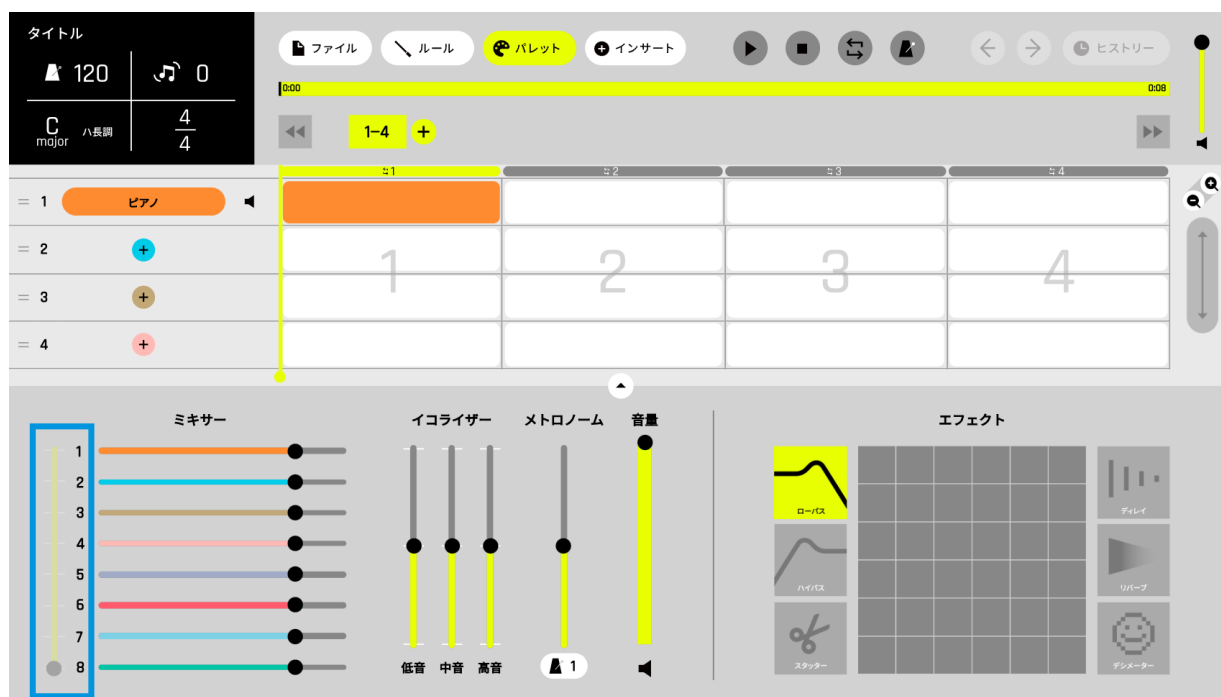 タイトル
120
0
C
major
ハ長調
4
4
ファイル
ルール
パレット
インサート
ヒストリー
0:00
0:08
1–4
+
1
2
3
4
1
ピアノ
2
+
3
+
4
+
1
2
3
4
ミキサー
イコライザー
メトロノーム
音量
エフェクト
1
2
3
4
5
6
7
8
低音
中音
高音
1
ローパス
ディレイ
ハイパス
リバーブ
スタッター
デシメーター